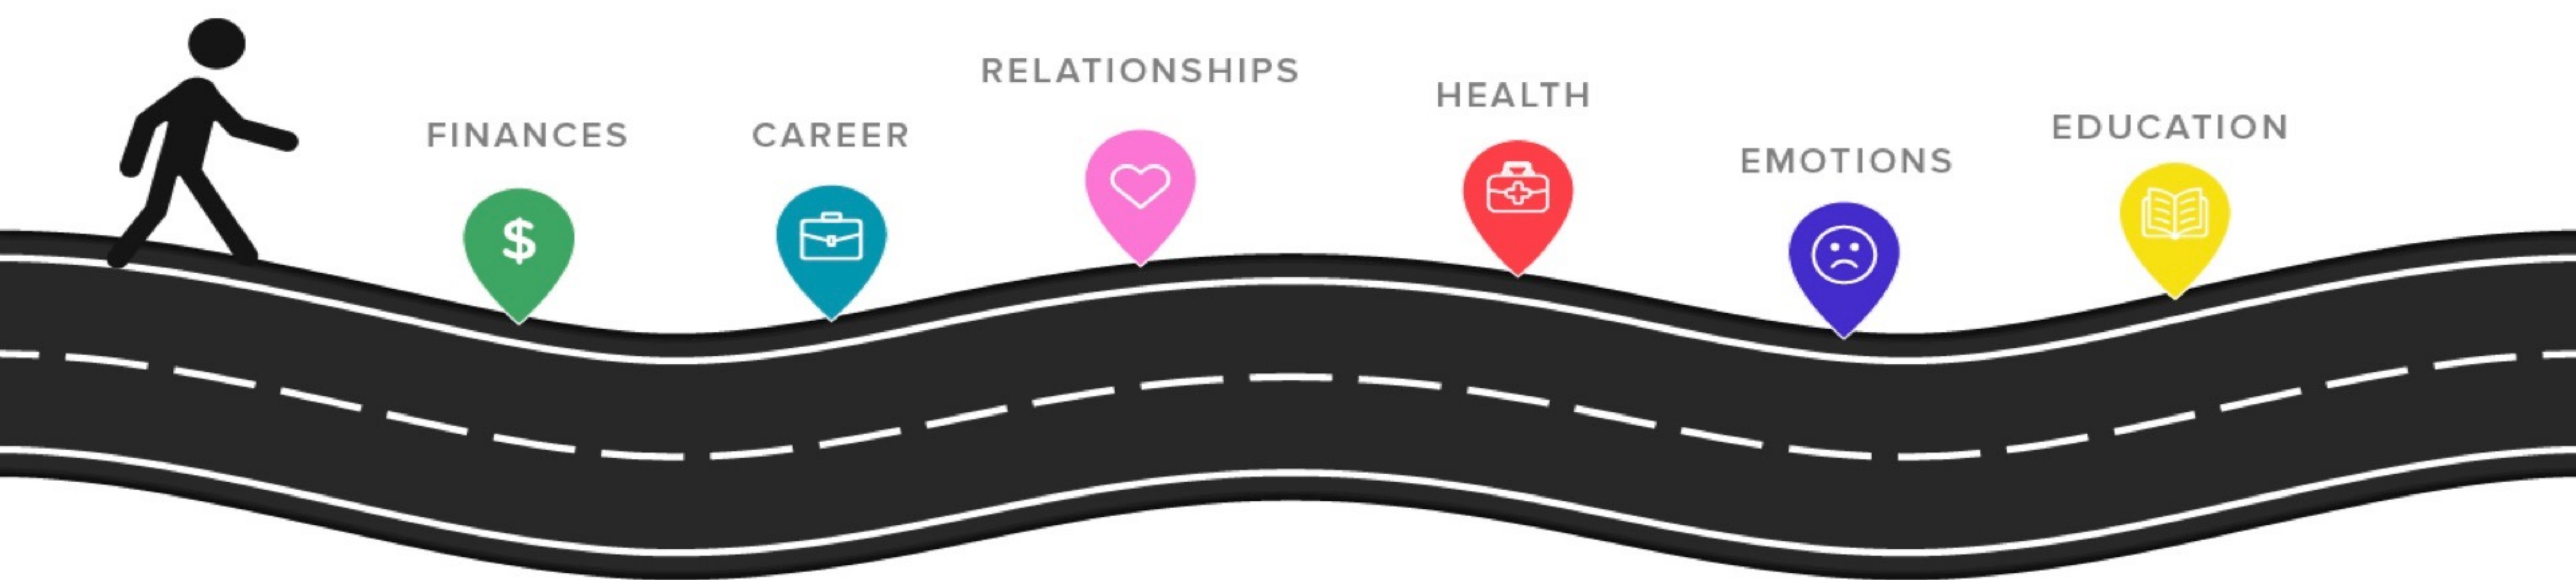 FINANCES
CAREER
RELATIONSHIPS
HEALTH
EMOTIONS
EDUCATION
$